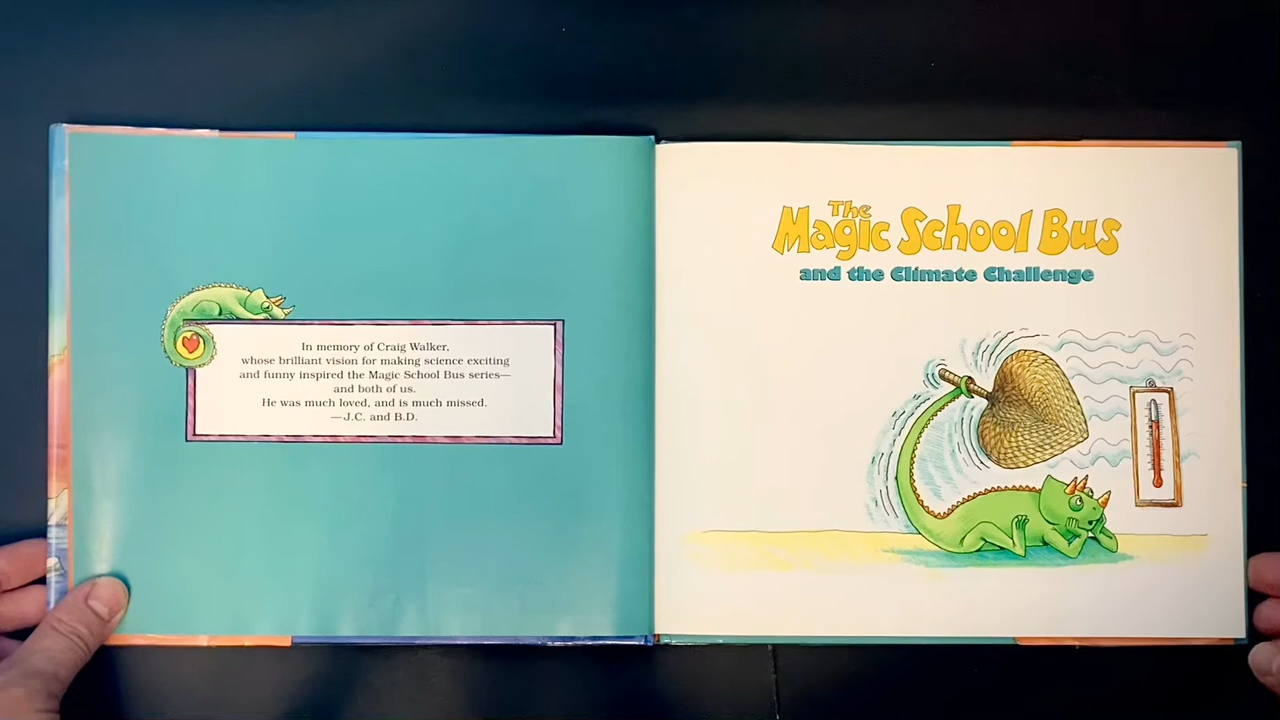 In memory of Craig Walker,
whose brilliant vision for making science exciting
and funny inspired the Magic School Bus series—
and both of us.
He was much loved, and is much missed.
—J.C. and B.D.
The
Magic School Bus
and the Climate Challenge